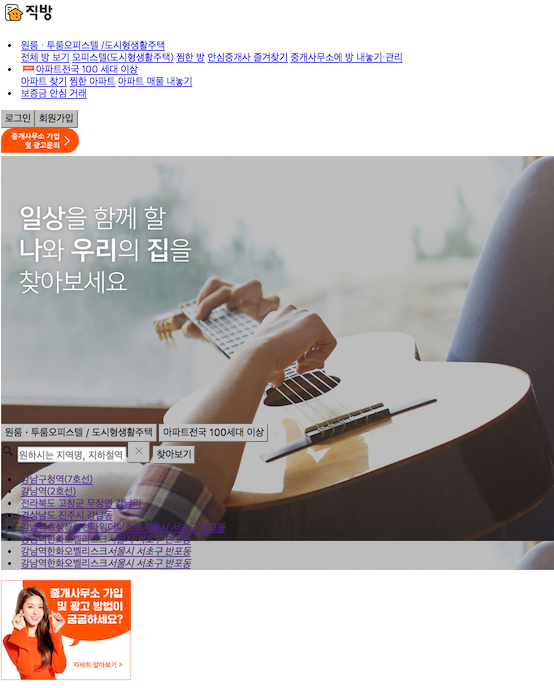 직방
원룸 · 투룸오피스텔 /도시형생활주택
전체 방 보기 오피스텔(도시형생활주택) 찜한 방 안심중개사 즐겨찾기 중개사무소에 방 내놓기·관리
아파트전국 100 세대 이상
아파트 찾기 찜한 아파트 아파트 매물 내놓기
보증금 안심 거래
로그인 회원가입
중개사무소 가입
및 광고문의
일상을 함께 할
나와 우리의 집을
찾아보세요
원룸 · 투룸오피스텔 / 도시형생활주택 아파트전국 100세대 이상
원하시는 지역명, 지하철역 찾아보기
강남구청역(7호선)
강남역(2호선)
전라북도 고창군 무장면 강남리
경상남도 진주시 강남동
서울시 서초구
강남역한화오벨리스크서울시 서초구 반포동
강남역한화오벨리스크서울시 서초구 반포동
중개사무소 가입
및 광고 방법이
궁금하세요?
자세히 알아보기 >